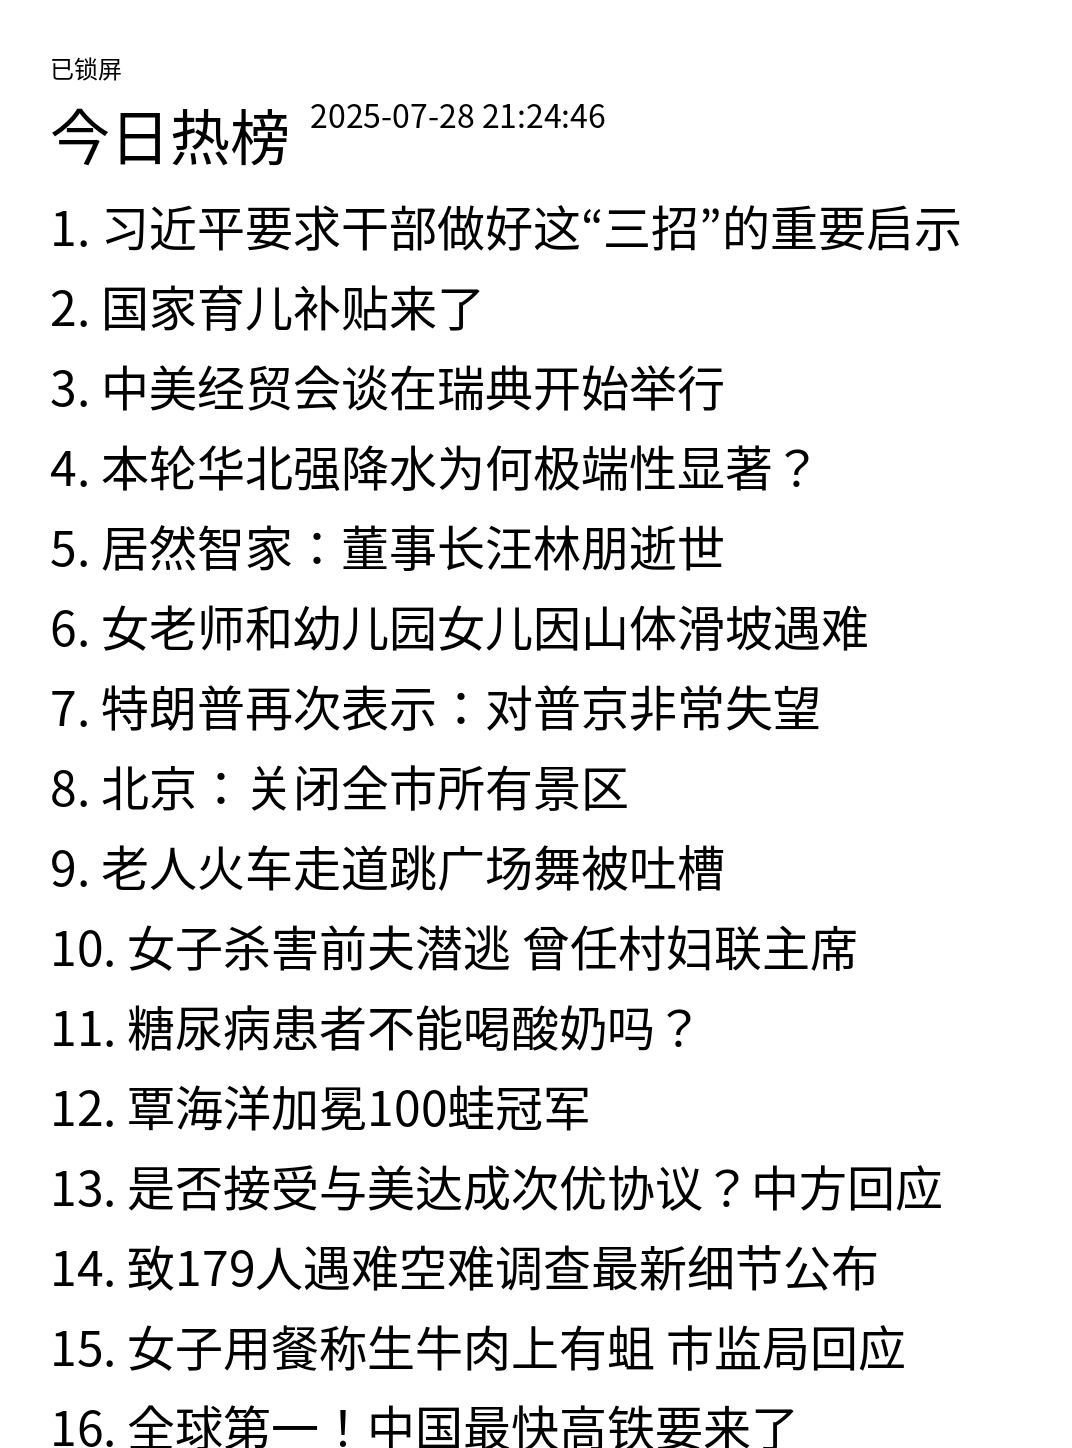 已锁屏
今日热榜 2025-07-28 21:24:46
1. 习近平要求干部做好这“三招”的重要启示
2. 国家育儿补贴来了
3. 中美经贸会谈在瑞典开始举行
4. 本轮华北强降水为何极端性显著？
5. 居然智家：董事长汪林朋逝世
6. 女老师和幼儿园女儿因山体滑坡遇难
7. 特朗普再次表示：对普京非常失望
8. 北京：关闭全市所有景区
9. 老人火车走道跳广场舞被吐槽
10. 女子杀害前夫潜逃 曾任村妇联主席
11. 糖尿病患者不能喝酸奶吗？
12. 覃海洋加冕100蛙冠军
13. 是否接受与美达成次优协议？中方回应
14. 致179人遇难空难调查最新细节公布
15. 女子用餐称生牛肉上有蛆 市监局回应
16. 全球第一！中国最快高铁要来了